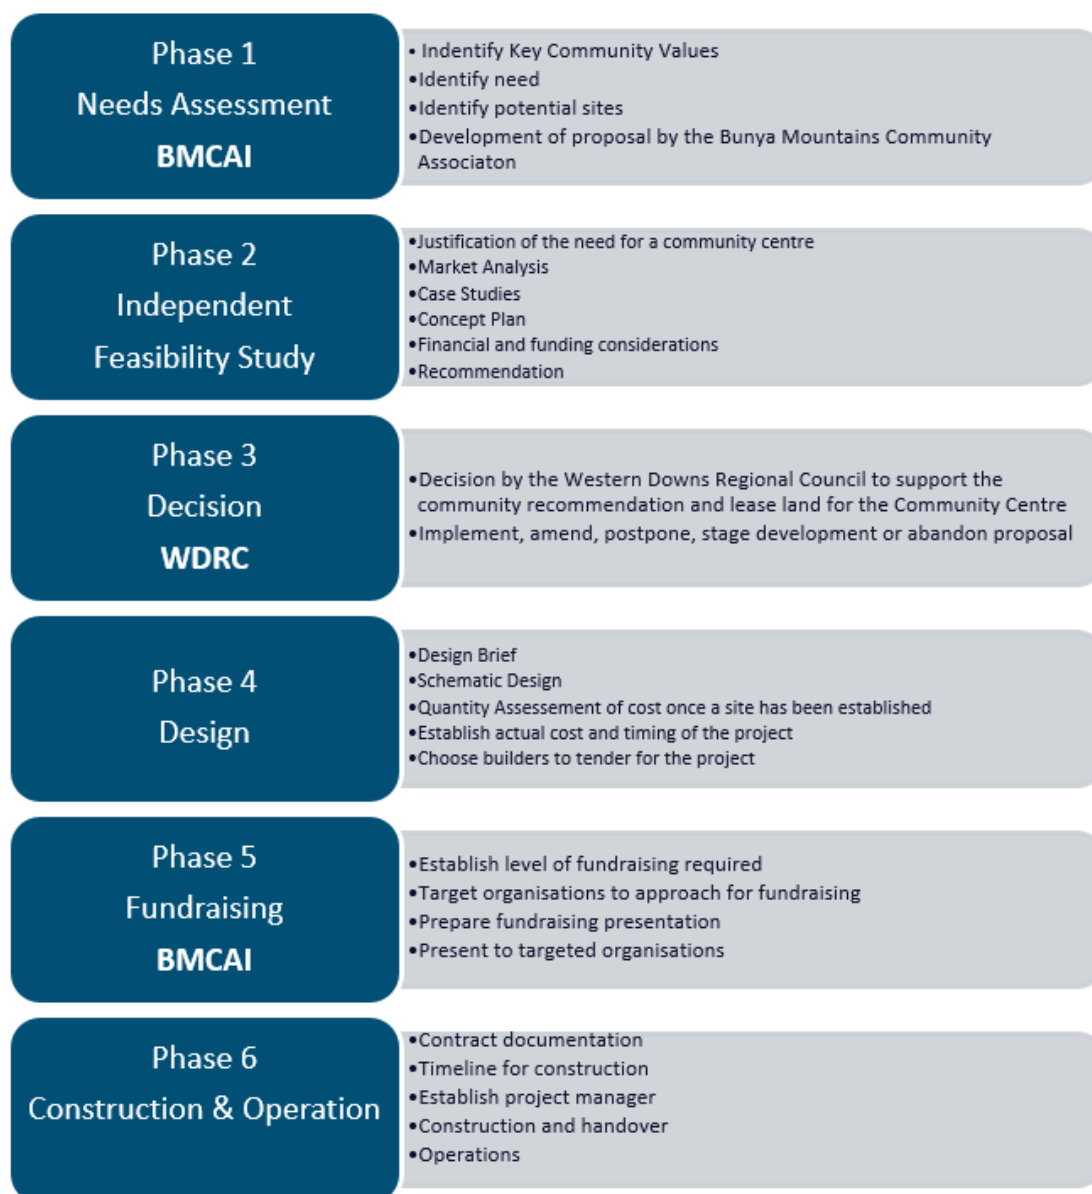 Phase 1
Needs Assessment
BMCAI
• Indentify Key Community Values
•Identify need
•Identify potential sites
•Development of proposal by the Bunya Mountains Community
Associaton
Phase 2
Independent
Feasibility Study
•Justification of the need for a community centre
•Market Analysis
•Case Studies
•Concept Plan
•Financial and funding considerations
•Recommendation
Phase 3
Decision
WDRC
•Decision by the Western Downs Regional Council to support the
community recommendation and lease land for the Community Centre
•Implement, amend, postpone, stage development or abandon proposal
Phase 4
Design
•Design Brief
•Schematic Design
•Quantity Assessement of cost once a site has been established
•Establish actual cost and timing of the project
•Choose builders to tender for the project
Phase 5
Fundraising
BMCAI
•Establish level of fundraising required
•Target organisations to approach for fundraising
•Prepare fundraising presentation
•Present to targeted organisations
Phase 6
Construction & Operation
•Contract documentation
•Timeline for construction
•Establish project manager
•Construction and handover
•Operations